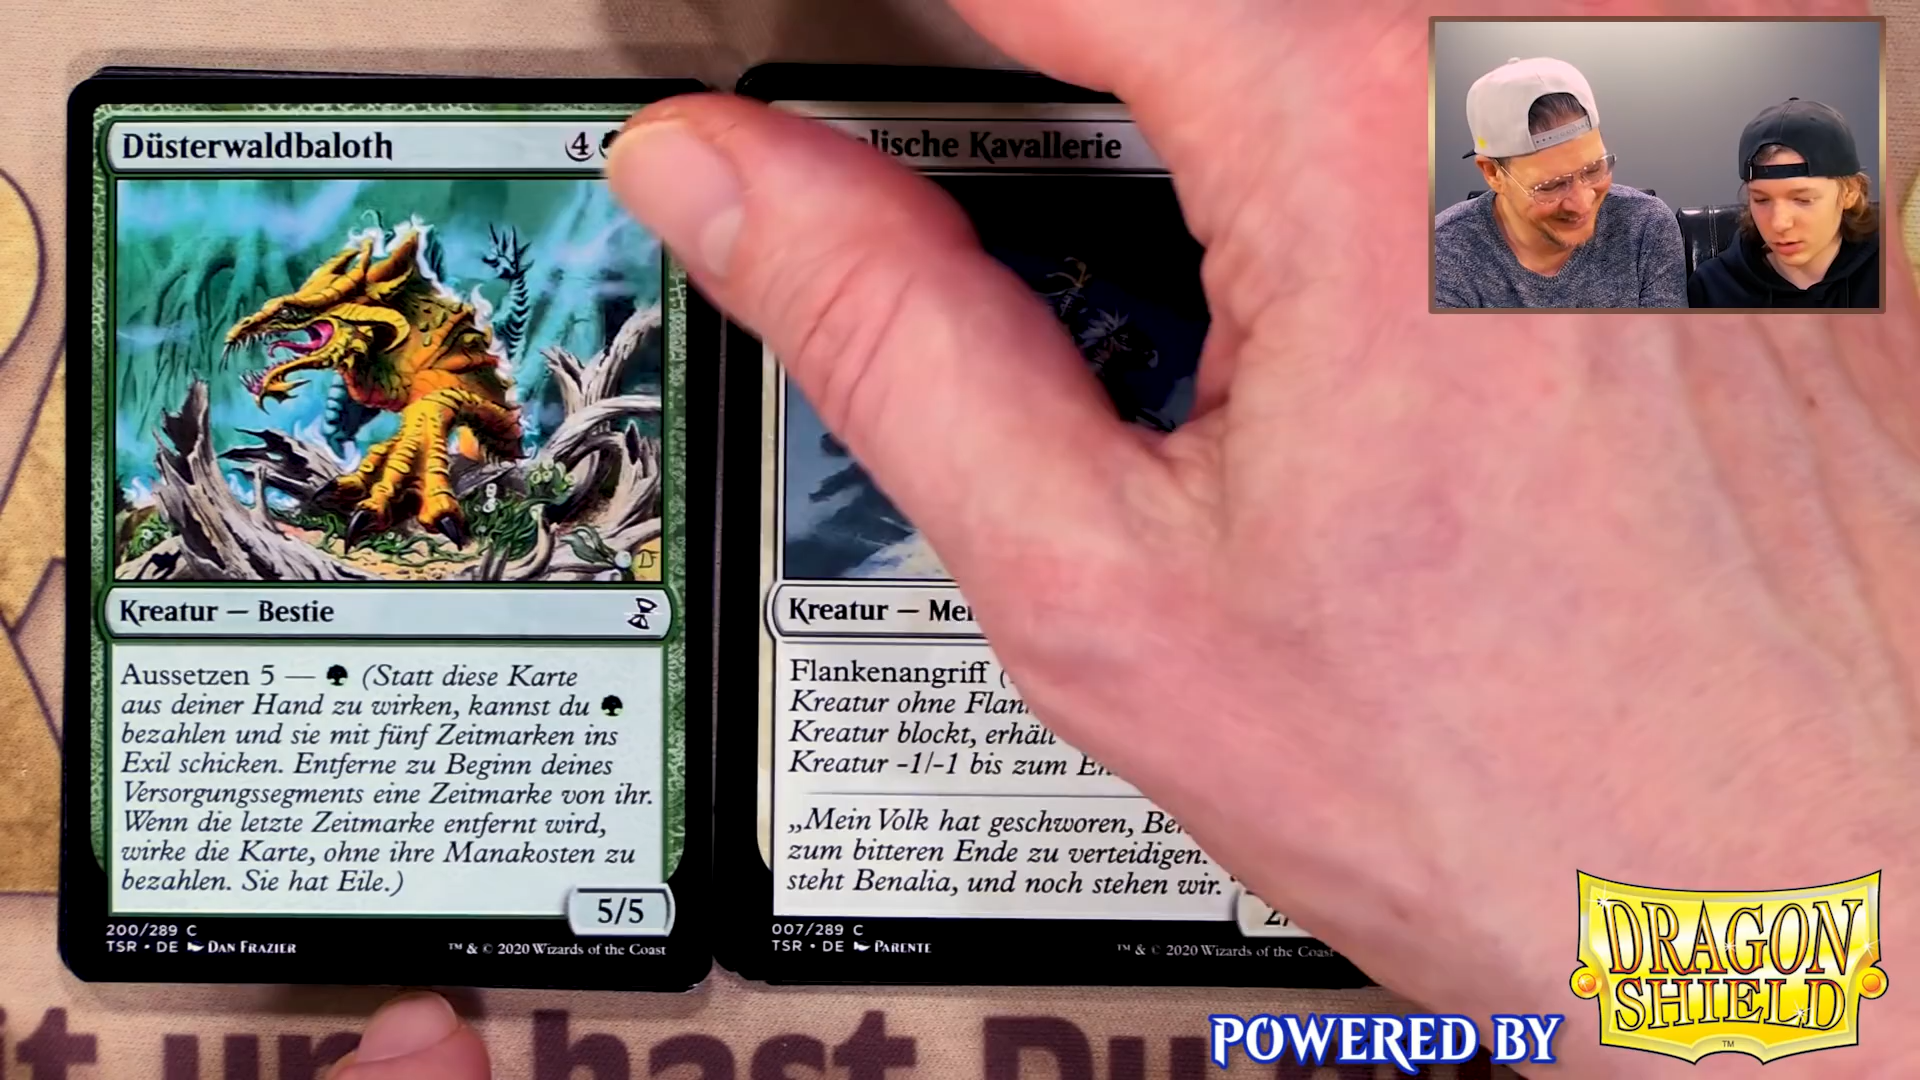 Düsterwaldbaloth 4
Kreatur — Bestie
Aussetzen 5 — (Statt diese Karte
aus deiner Hand zu wirken, kannst du
bezahlen und sie mit fünf Zeitmarken ins
Exil schicken. Entferne zu Beginn deines
Versorgungssegments eine Zeitmarke von ihr.
Wenn die letzte Zeitmarke entfernt wird,
wirke die Karte, ohne ihre Manakosten zu
bezahlen. Sie hat Eile.)
5/5
200/289 C
TSR • DE DAN FRAZIER ™ & © 2020 Wizards of the Coast
Kavallerie
Kreatur —
Flankenangriff
Kreatur ohne
Kreatur blockt, erhält
Kreatur -1/-1 bis zum
„Mein Volk hat geschworen,
zum bitteren Ende zu verteidigen.
steht Benalia, und noch stehen wir.
007/289 C
TSR • DE PARENTE ™ & © 2020 Wizards of the Coast
POWERED BY
DRAGON
SHIELD
™